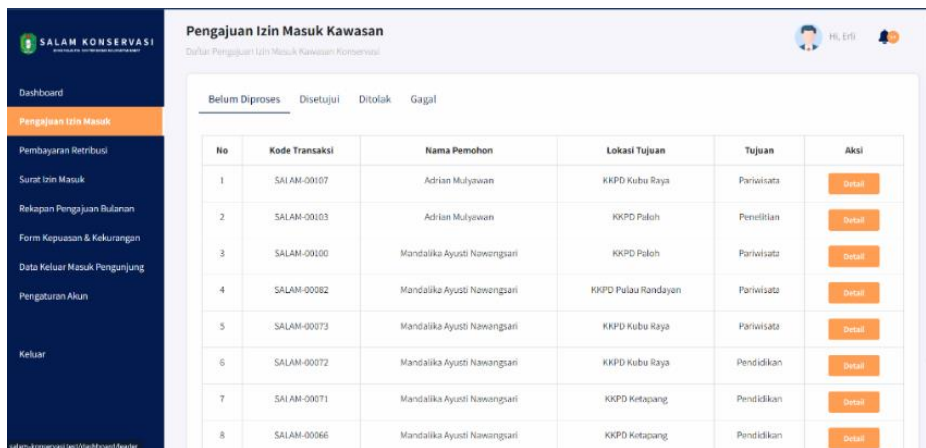 SALAM KONSERVASI
Dashboard
Pengajuan Izin Masuk
Pembayaran Retribusi
Surat Izin Masuk
Rekapan Pengajuan Bulanan
Form Kepuasan & Kekurangan
Data Keluar Masuk Pengunjung
Pengaturan Akun
Keluar
salam-konservasi.test/dashboard/leader
Pengajuan Izin Masuk Kawasan
Daftar Pengajuan Izin Masuk Kawasan Konservasi
Hi, Erli
Belum Diproses Disetujui Ditolak Gagal
No Kode Transaksi Nama Pemohon Lokasi Tujuan Tujuan Aksi
1 SALAM-00107 Adrian Mulyawan KKPD Kubu Raya Pariwisata Detail
2 SALAM-00103 Adrian Mulyawan KKPD Paloh Penelitian Detail
3 SALAM-00100 Mandalika Ayusti Nawangsari KKPD Paloh Pariwisata Detail
4 SALAM-00082 Mandalika Ayusti Nawangsari KKPD Pulau Randayan Pariwisata Detail
5 SALAM-00073 Mandalika Ayusti Nawangsari KKPD Kubu Raya Pariwisata Detail
6 SALAM-00072 Mandalika Ayusti Nawangsari KKPD Kubu Raya Pendidikan Detail
7 SALAM-00071 Mandalika Ayusti Nawangsari KKPD Ketapang Pendidikan Detail
8 SALAM-00066 Mandalika Ayusti Nawangsari KKPD Ketapang Pendidikan Detail